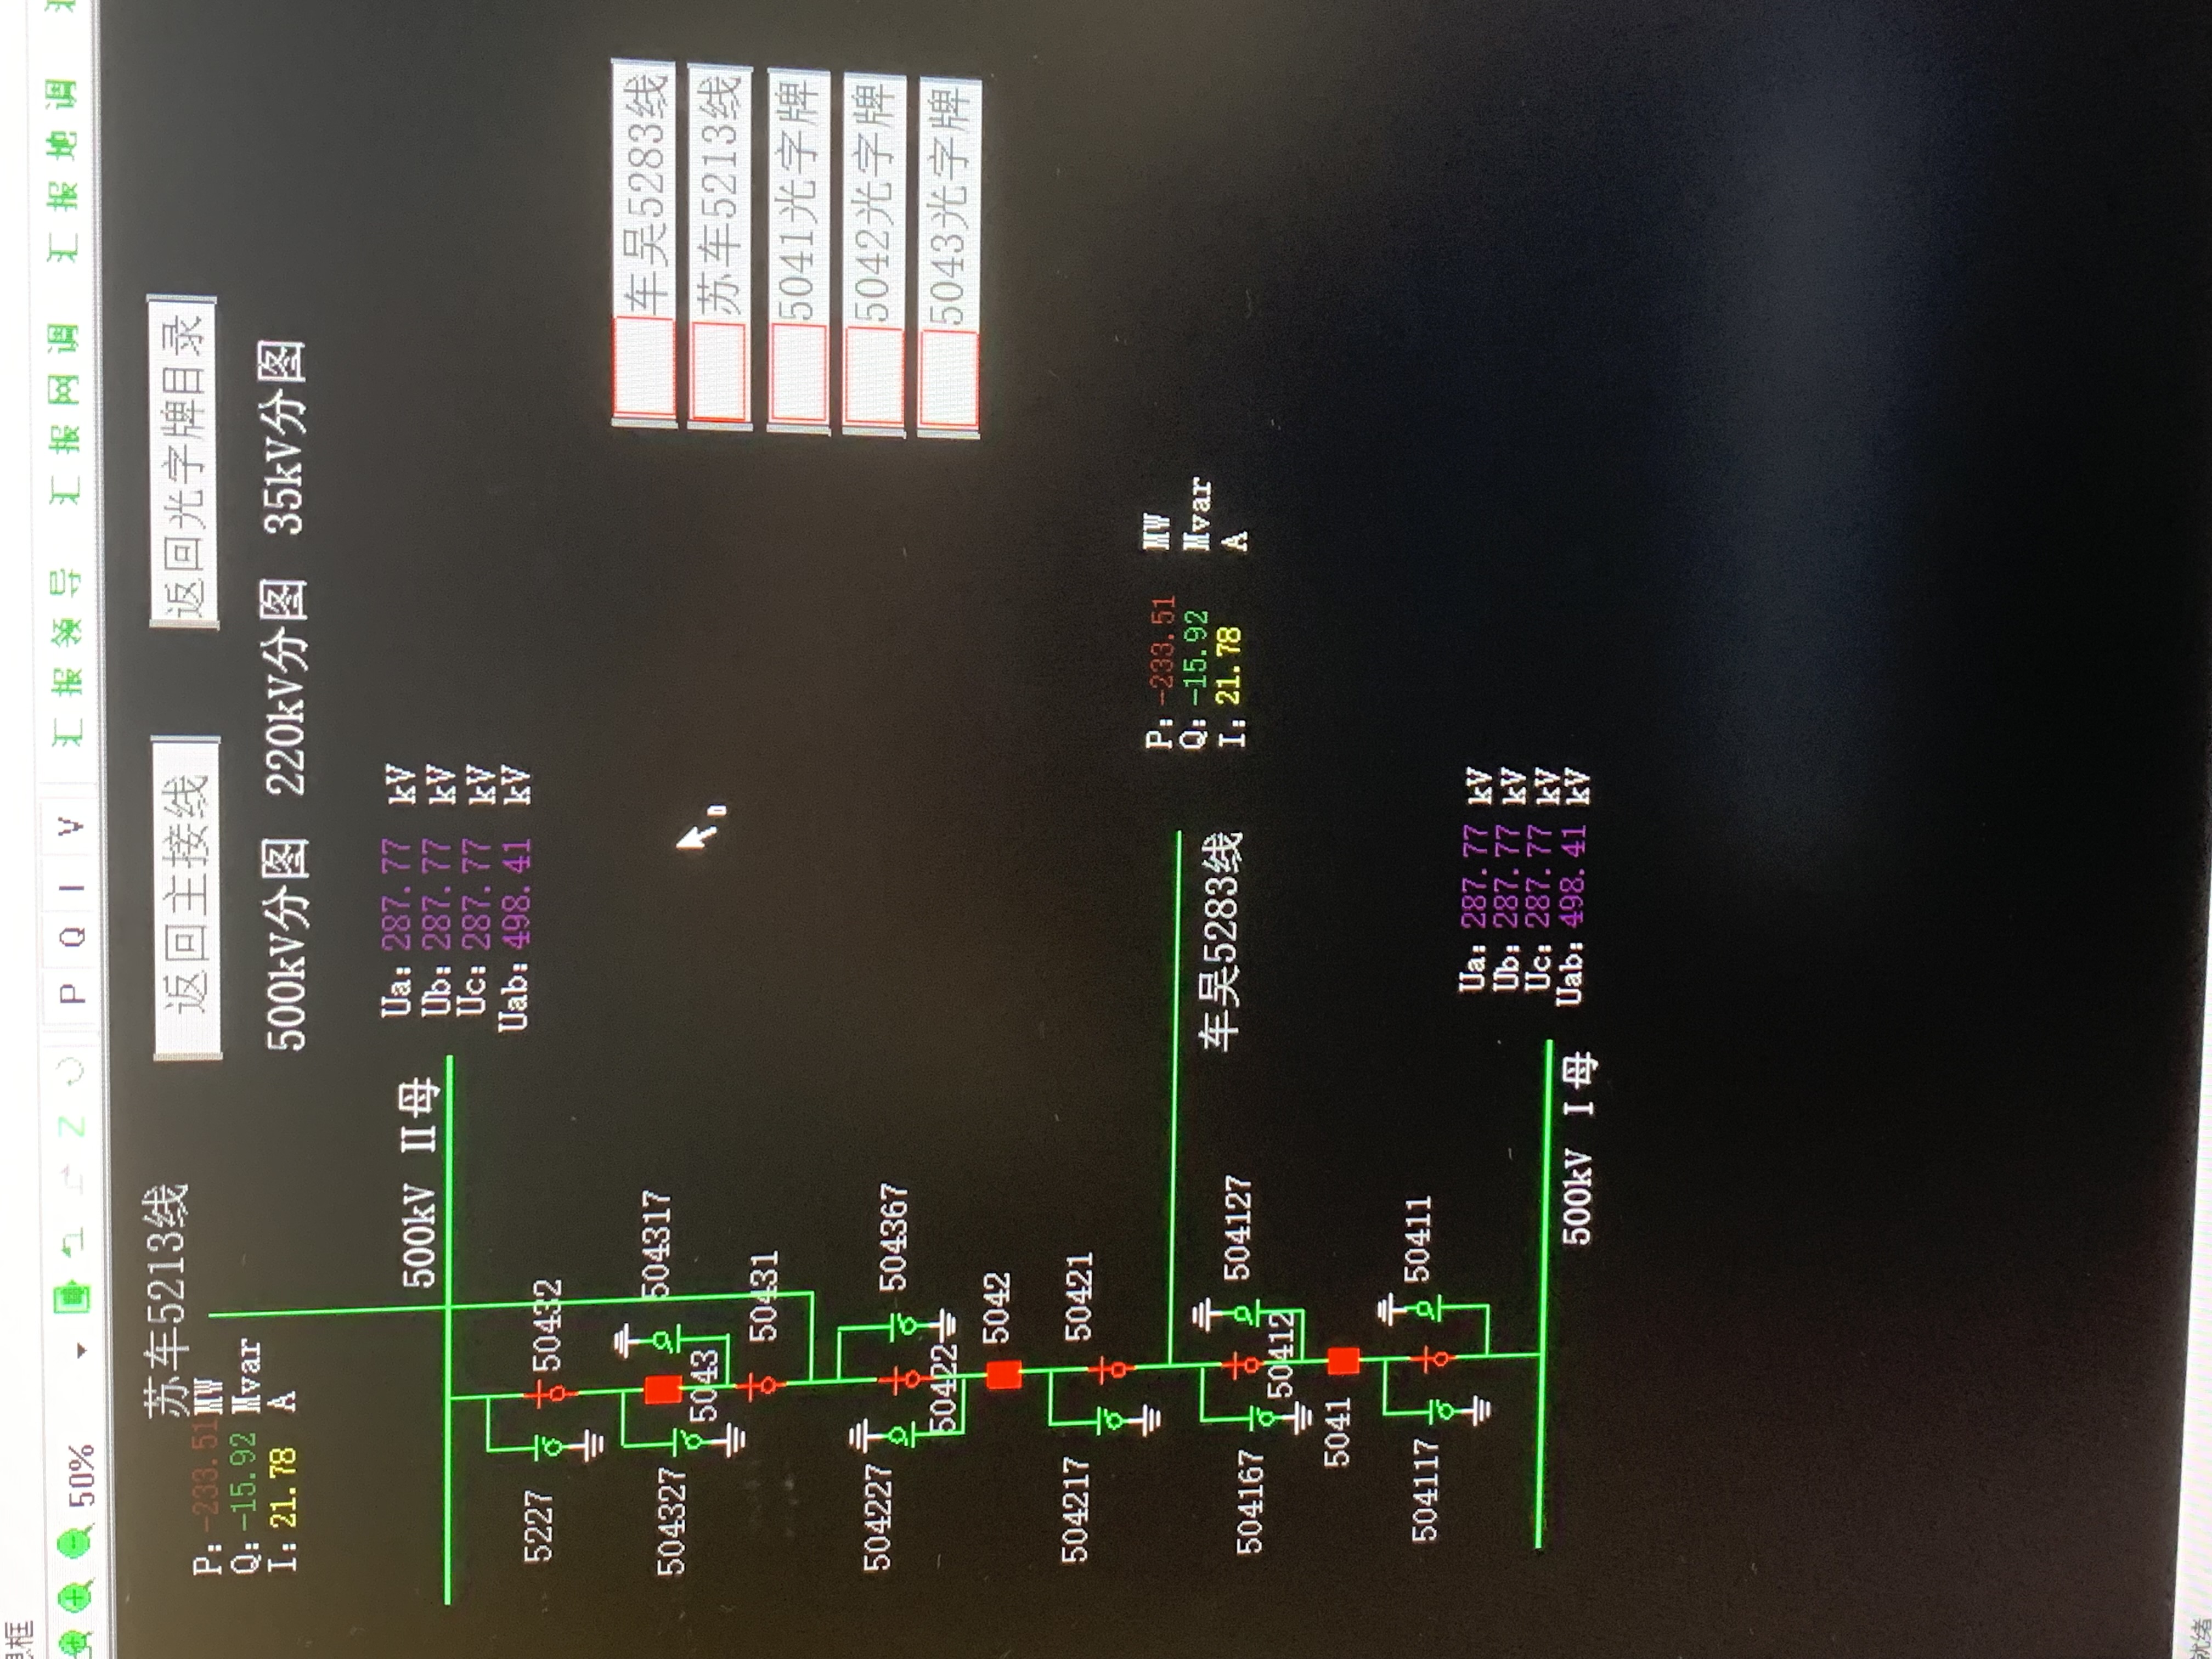 息框
50% P Q I V 汇报领导 汇报网调 汇报地调
苏车5213线
返回主接线 返回光字牌目录
P: -233.51 MW
Q: -15.92 Mvar
I: 21.78 A
500kV分图 220kV分图 35kV分图
500kV II母
Ua: 287.77 kV
Ub: 287.77 kV
Uc: 287.77 kV
Uab: 498.41 kV
5227 50432
504327 5043 504317
50431
504227 50422 504367
5042
504217 50421
车吴5283线
苏车5213线
5041光字牌
5042光字牌
5043光字牌
车吴5283线
P: -233.51 MW
Q: -15.92 Mvar
I: 21.78 A
504167 50412 504127
5041
504117 50411
500kV I母
Ua: 287.77 kV
Ub: 287.77 kV
Uc: 287.77 kV
Uab: 498.41 kV
就绪